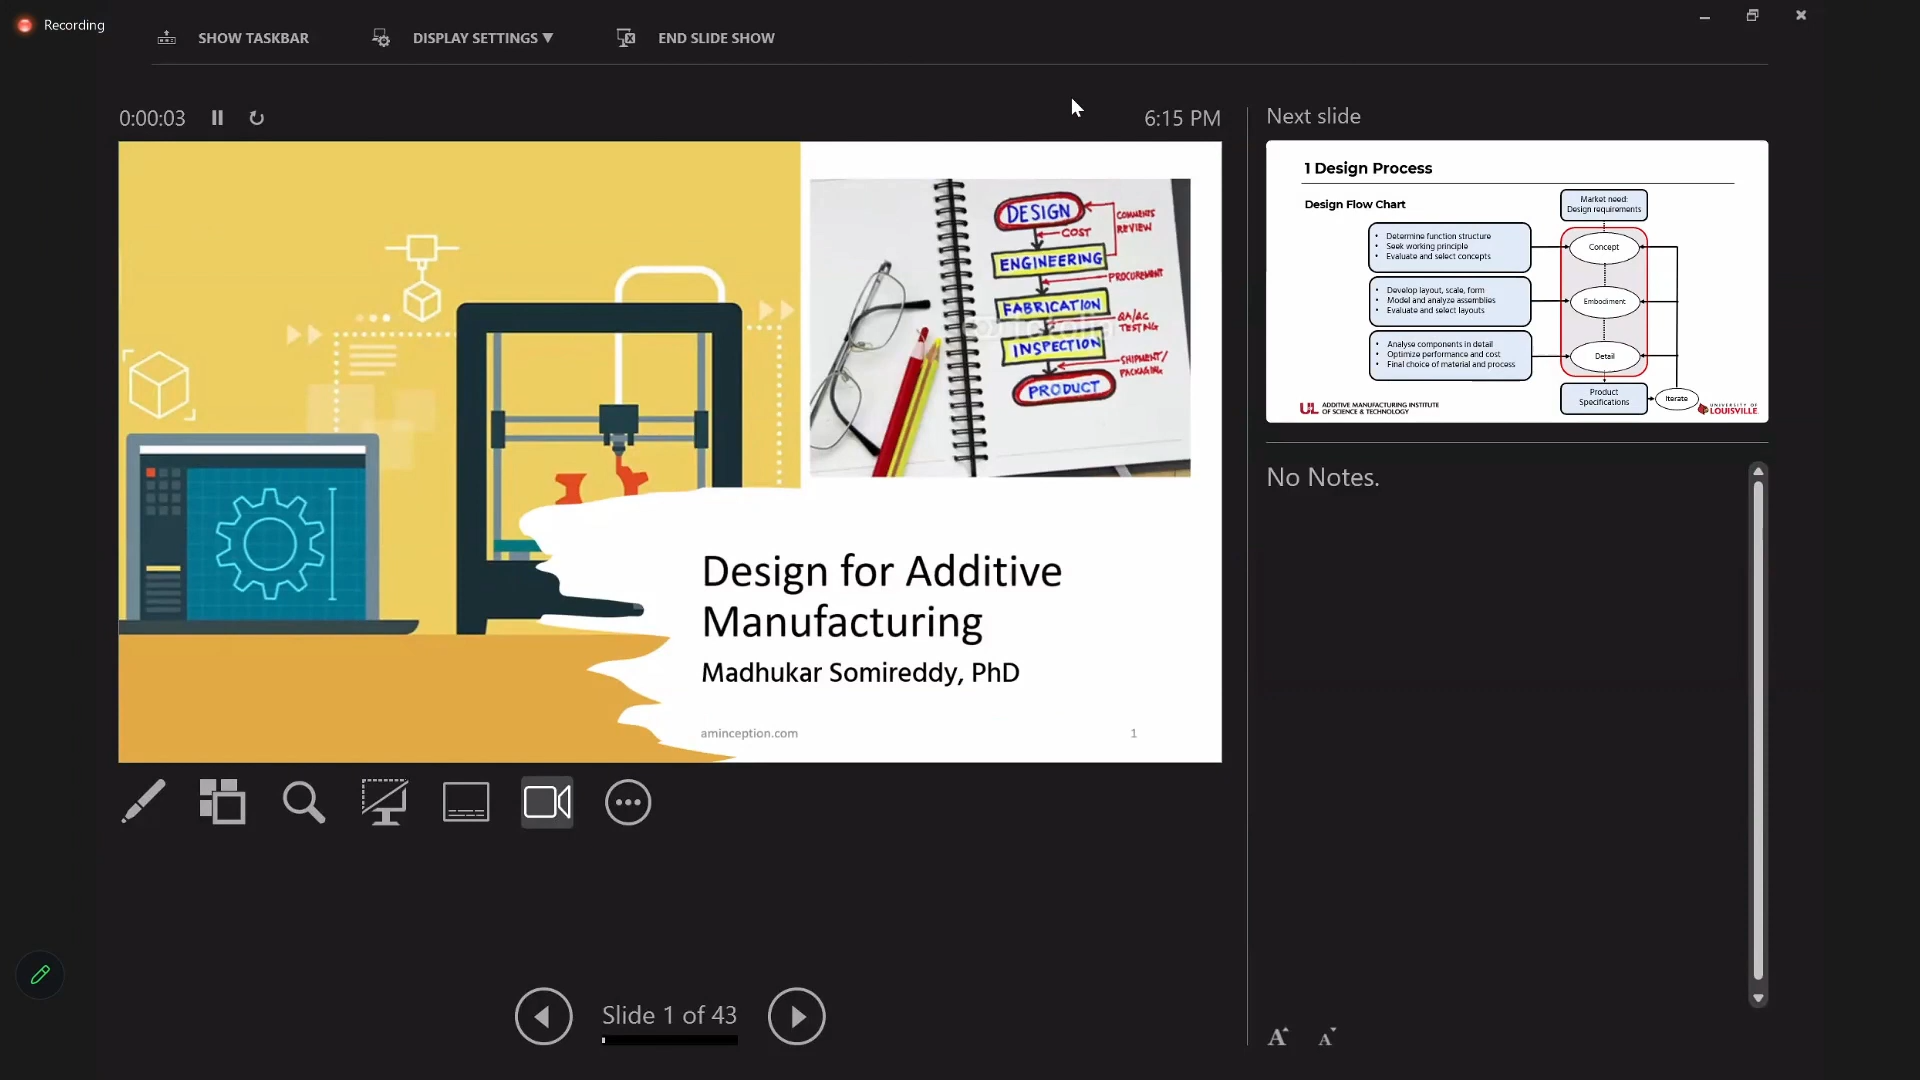 Recording
SHOW TASKBAR
DISPLAY SETTINGS ▼
END SLIDE SHOW
0:00:03
6:15 PM
DESIGN
COMMENTS
REVIEW
COST
ENGINEERING
PROCUREMENT
FABRICATION
QA/QC
TESTING
INSPECTION
SHIPMENT/
PACKAGING
PRODUCT
Design for Additive
Manufacturing
Madhukar Somireddy, PhD
aminception.com
1
Slide 1 of 43
Next slide
1 Design Process
Design Flow Chart
Market need:
Design requirements
• Determine function structure
• Seek working principle
• Evaluate and select concepts
Concept
• Develop layout, scale, form
• Model and analyze assemblies
• Evaluate and select layouts
Embodiment
• Analyse components in detail
• Optimize performance and cost
• Final choice of material and process
Detail
Product
Specifications
Iterate
UL ADDITIVE MANUFACTURING INSTITUTE
OF SCIENCE & TECHNOLOGY
UNIVERSITY OF
LOUISVILLE
No Notes.
A A